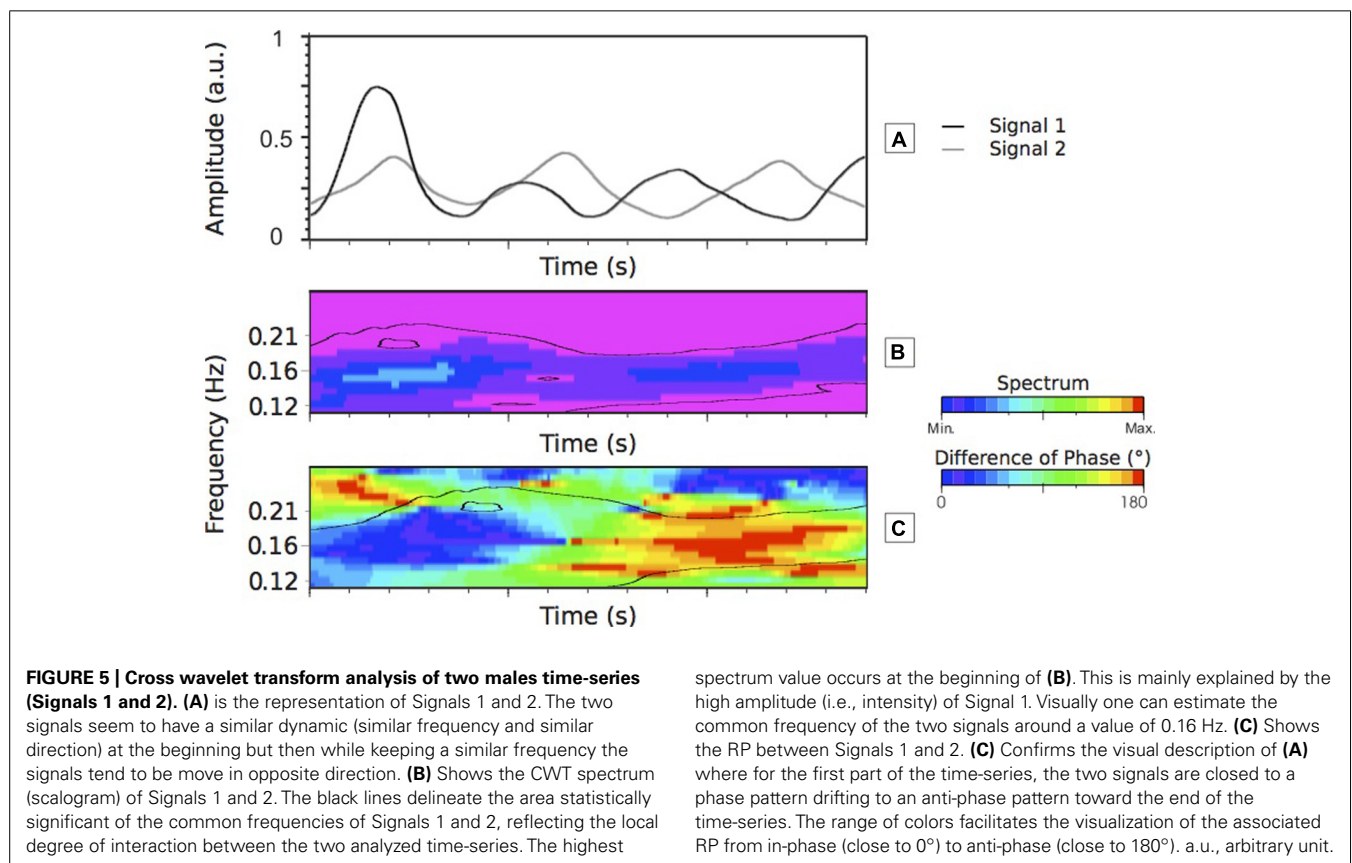 1
0.5
0
Amplitude (a.u.)
Time (s)
A
Signal 1
Signal 2
0.21
0.16
0.12
Time (s)
B
Frequency (Hz)
Spectrum
Min.
Max.
Difference of Phase (°)
0
180
0.21
0.16
0.12
Time (s)
C
FIGURE 5 | Cross wavelet transform analysis of two males time-series
(Signals 1 and 2). (A) is the representation of Signals 1 and 2. The two
signals seem to have a similar dynamic (similar frequency and similar
direction) at the beginning but then while keeping a similar frequency the
signals tend to be move in opposite direction. (B) Shows the CWT spectrum
(scalogram) of Signals 1 and 2. The black lines delineate the area statistically
significant of the common frequencies of Signals 1 and 2, reflecting the local
degree of interaction between the two analyzed time-series. The highest
spectrum value occurs at the beginning of (B). This is mainly explained by the
high amplitude (i.e., intensity) of Signal 1. Visually one can estimate the
common frequency of the two signals around a value of 0.16 Hz. (C) Shows
the RP between Signals 1 and 2. (C) Confirms the visual description of (A)
where for the first part of the time-series, the two signals are closed to a
phase pattern drifting to an anti-phase pattern toward the end of the
time-series. The range of colors facilitates the visualization of the associated
RP from in-phase (close to 0°) to anti-phase (close to 180°). a.u., arbitrary unit.